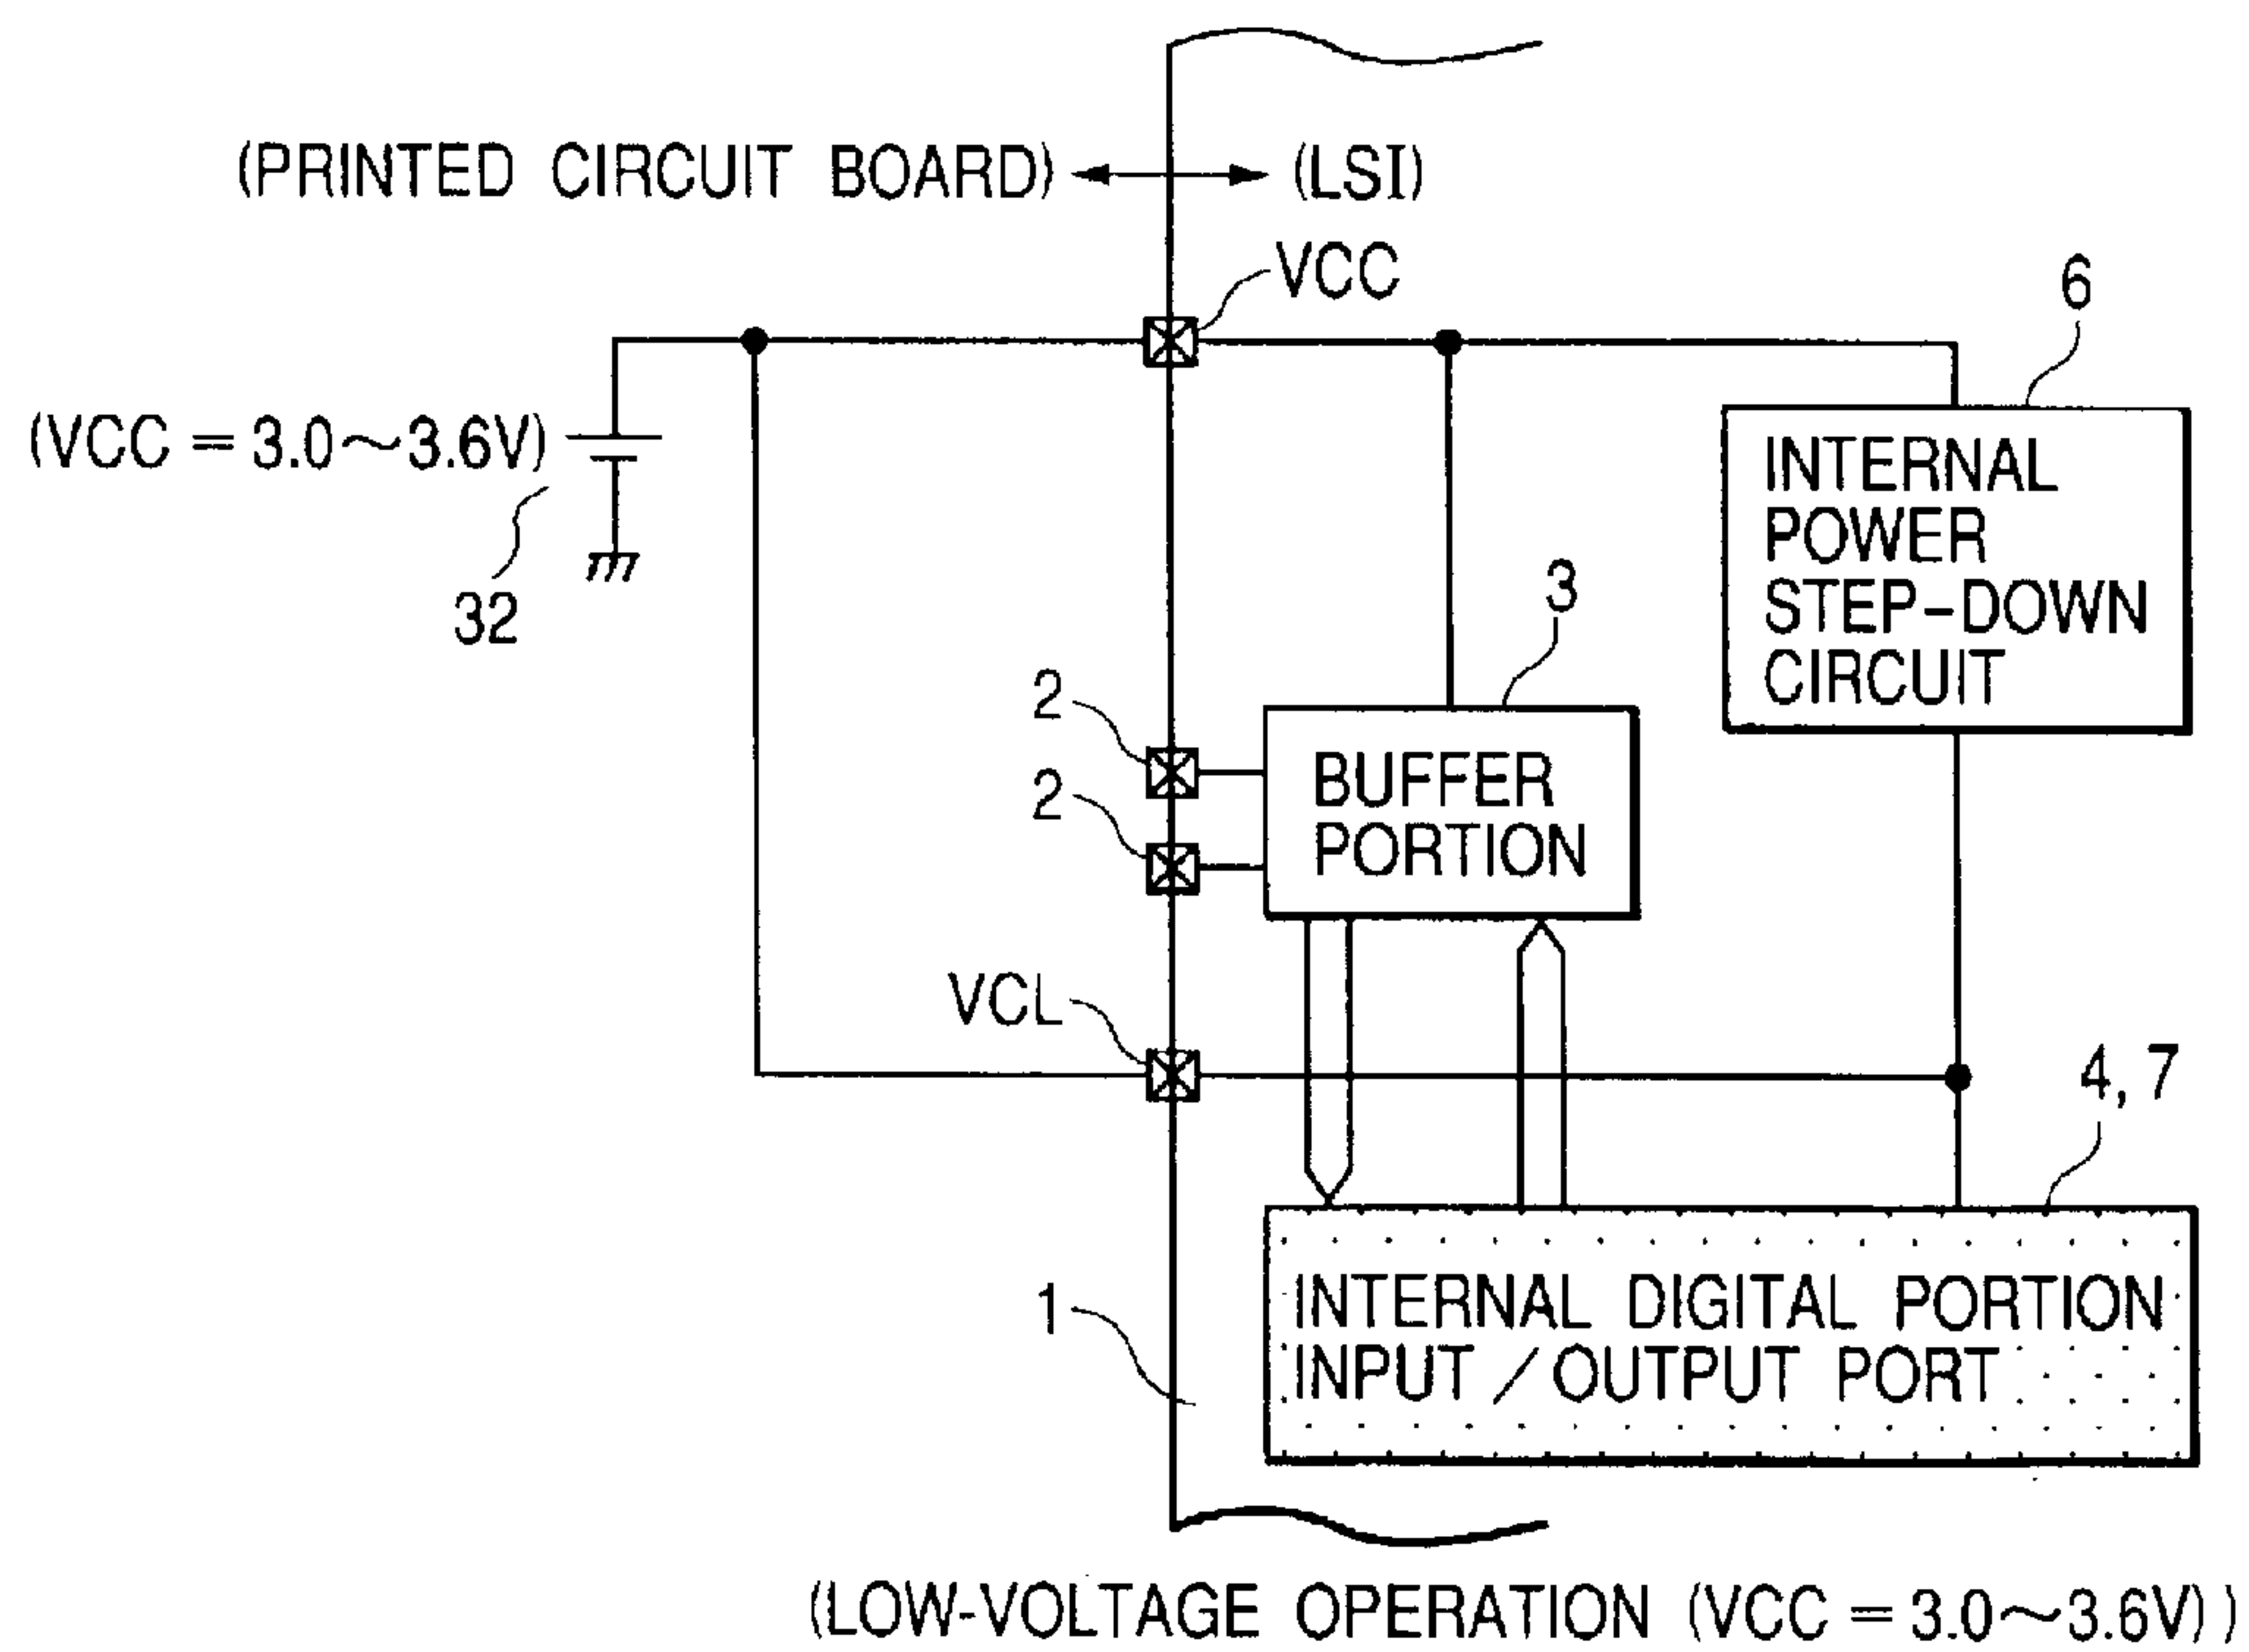 (PRINTED CIRCUIT BOARD)
(LSI)
VCC
6
(VCC = 3.0～3.6V)
32
INTERNAL
POWER
STEP-DOWN
CIRCUIT
3
2
2
BUFFER
PORTION
VCL
4, 7
1
INTERNAL DIGITAL PORTION
INPUT/OUTPUT PORT
(LOW-VOLTAGE OPERATION (VCC = 3.0～3.6V))